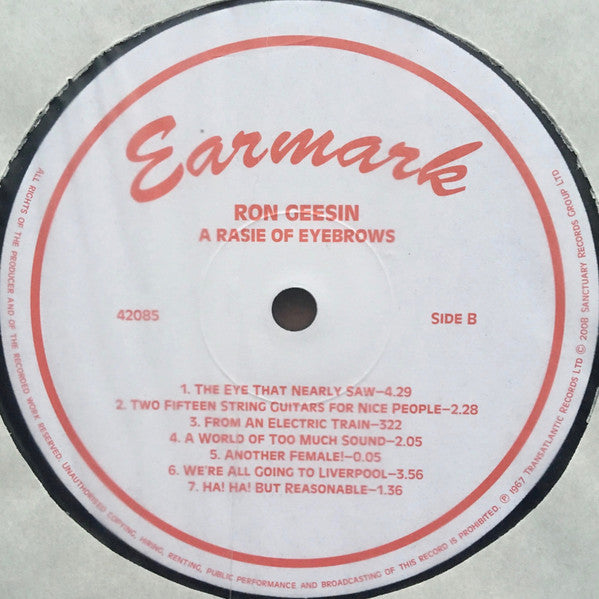 Earmark
RON GEESIN
A RASIE OF EYEBROWS
42085
SIDE B
1. THE EYE THAT NEARLY SAW–4.29
2. TWO FIFTEEN STRING GUITARS FOR NICE PEOPLE–2.28
3. FROM AN ELECTRIC TRAIN–322
4. A WORLD OF TOO MUCH SOUND–2.05
5. ANOTHER FEMALE!–0.05
6. WE'RE ALL GOING TO LIVERPOOL–3.56
7. HA! HA! BUT REASONABLE–1.36
ALL RIGHTS OF THE PRODUCER AND OF THE RECORDED WORK RESERVED. UNAUTHORISED COPYING, HIRING, RENTING, PUBLIC PERFORMANCE AND BROADCASTING OF THIS RECORD IS PROHIBITED. ℗ 1967 TRANSATLANTIC RECORDS LTD © 2008 SANCTUARY RECORDS GROUP LTD